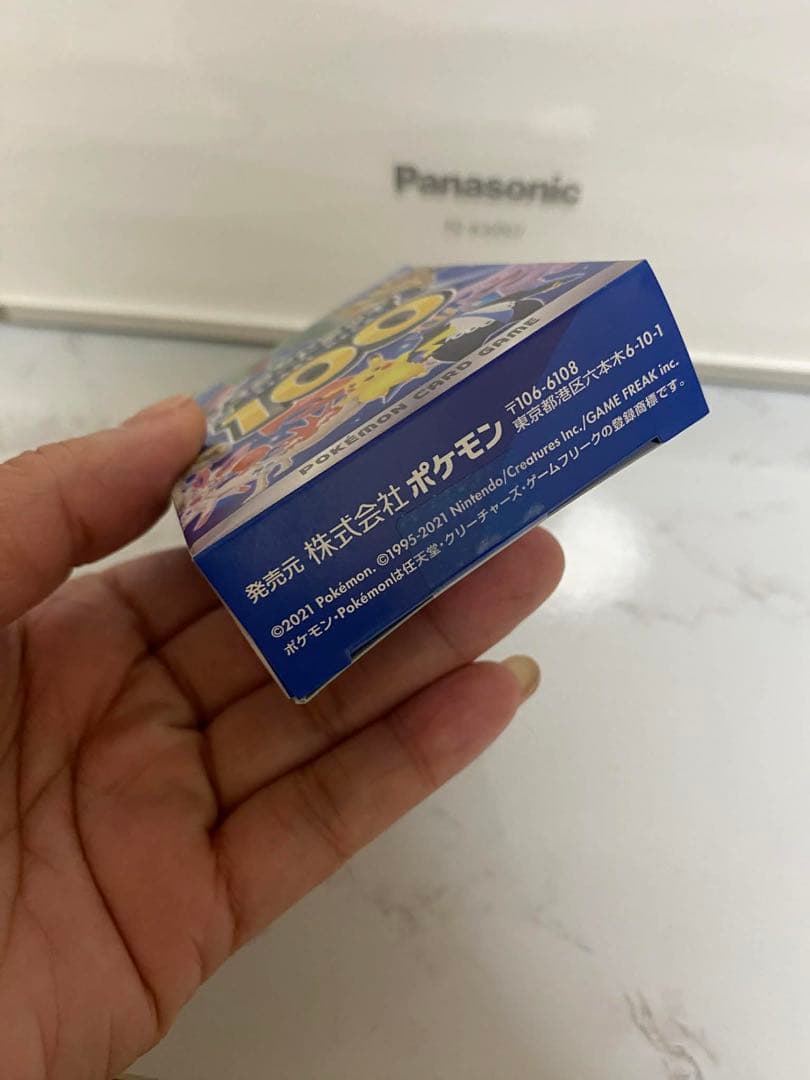 Panasonic
100
POKÉMON CARD GAME
発売元 株式会社 ポケモン
〒106-6108
東京都港区六本木6-10-1
©2021 Pokémon. ©1995-2021 Nintendo/Creatures Inc./GAME FREAK inc.
ポケモン・Pokémonは任天堂・クリーチャーズ・ゲームフリークの登録商標です。